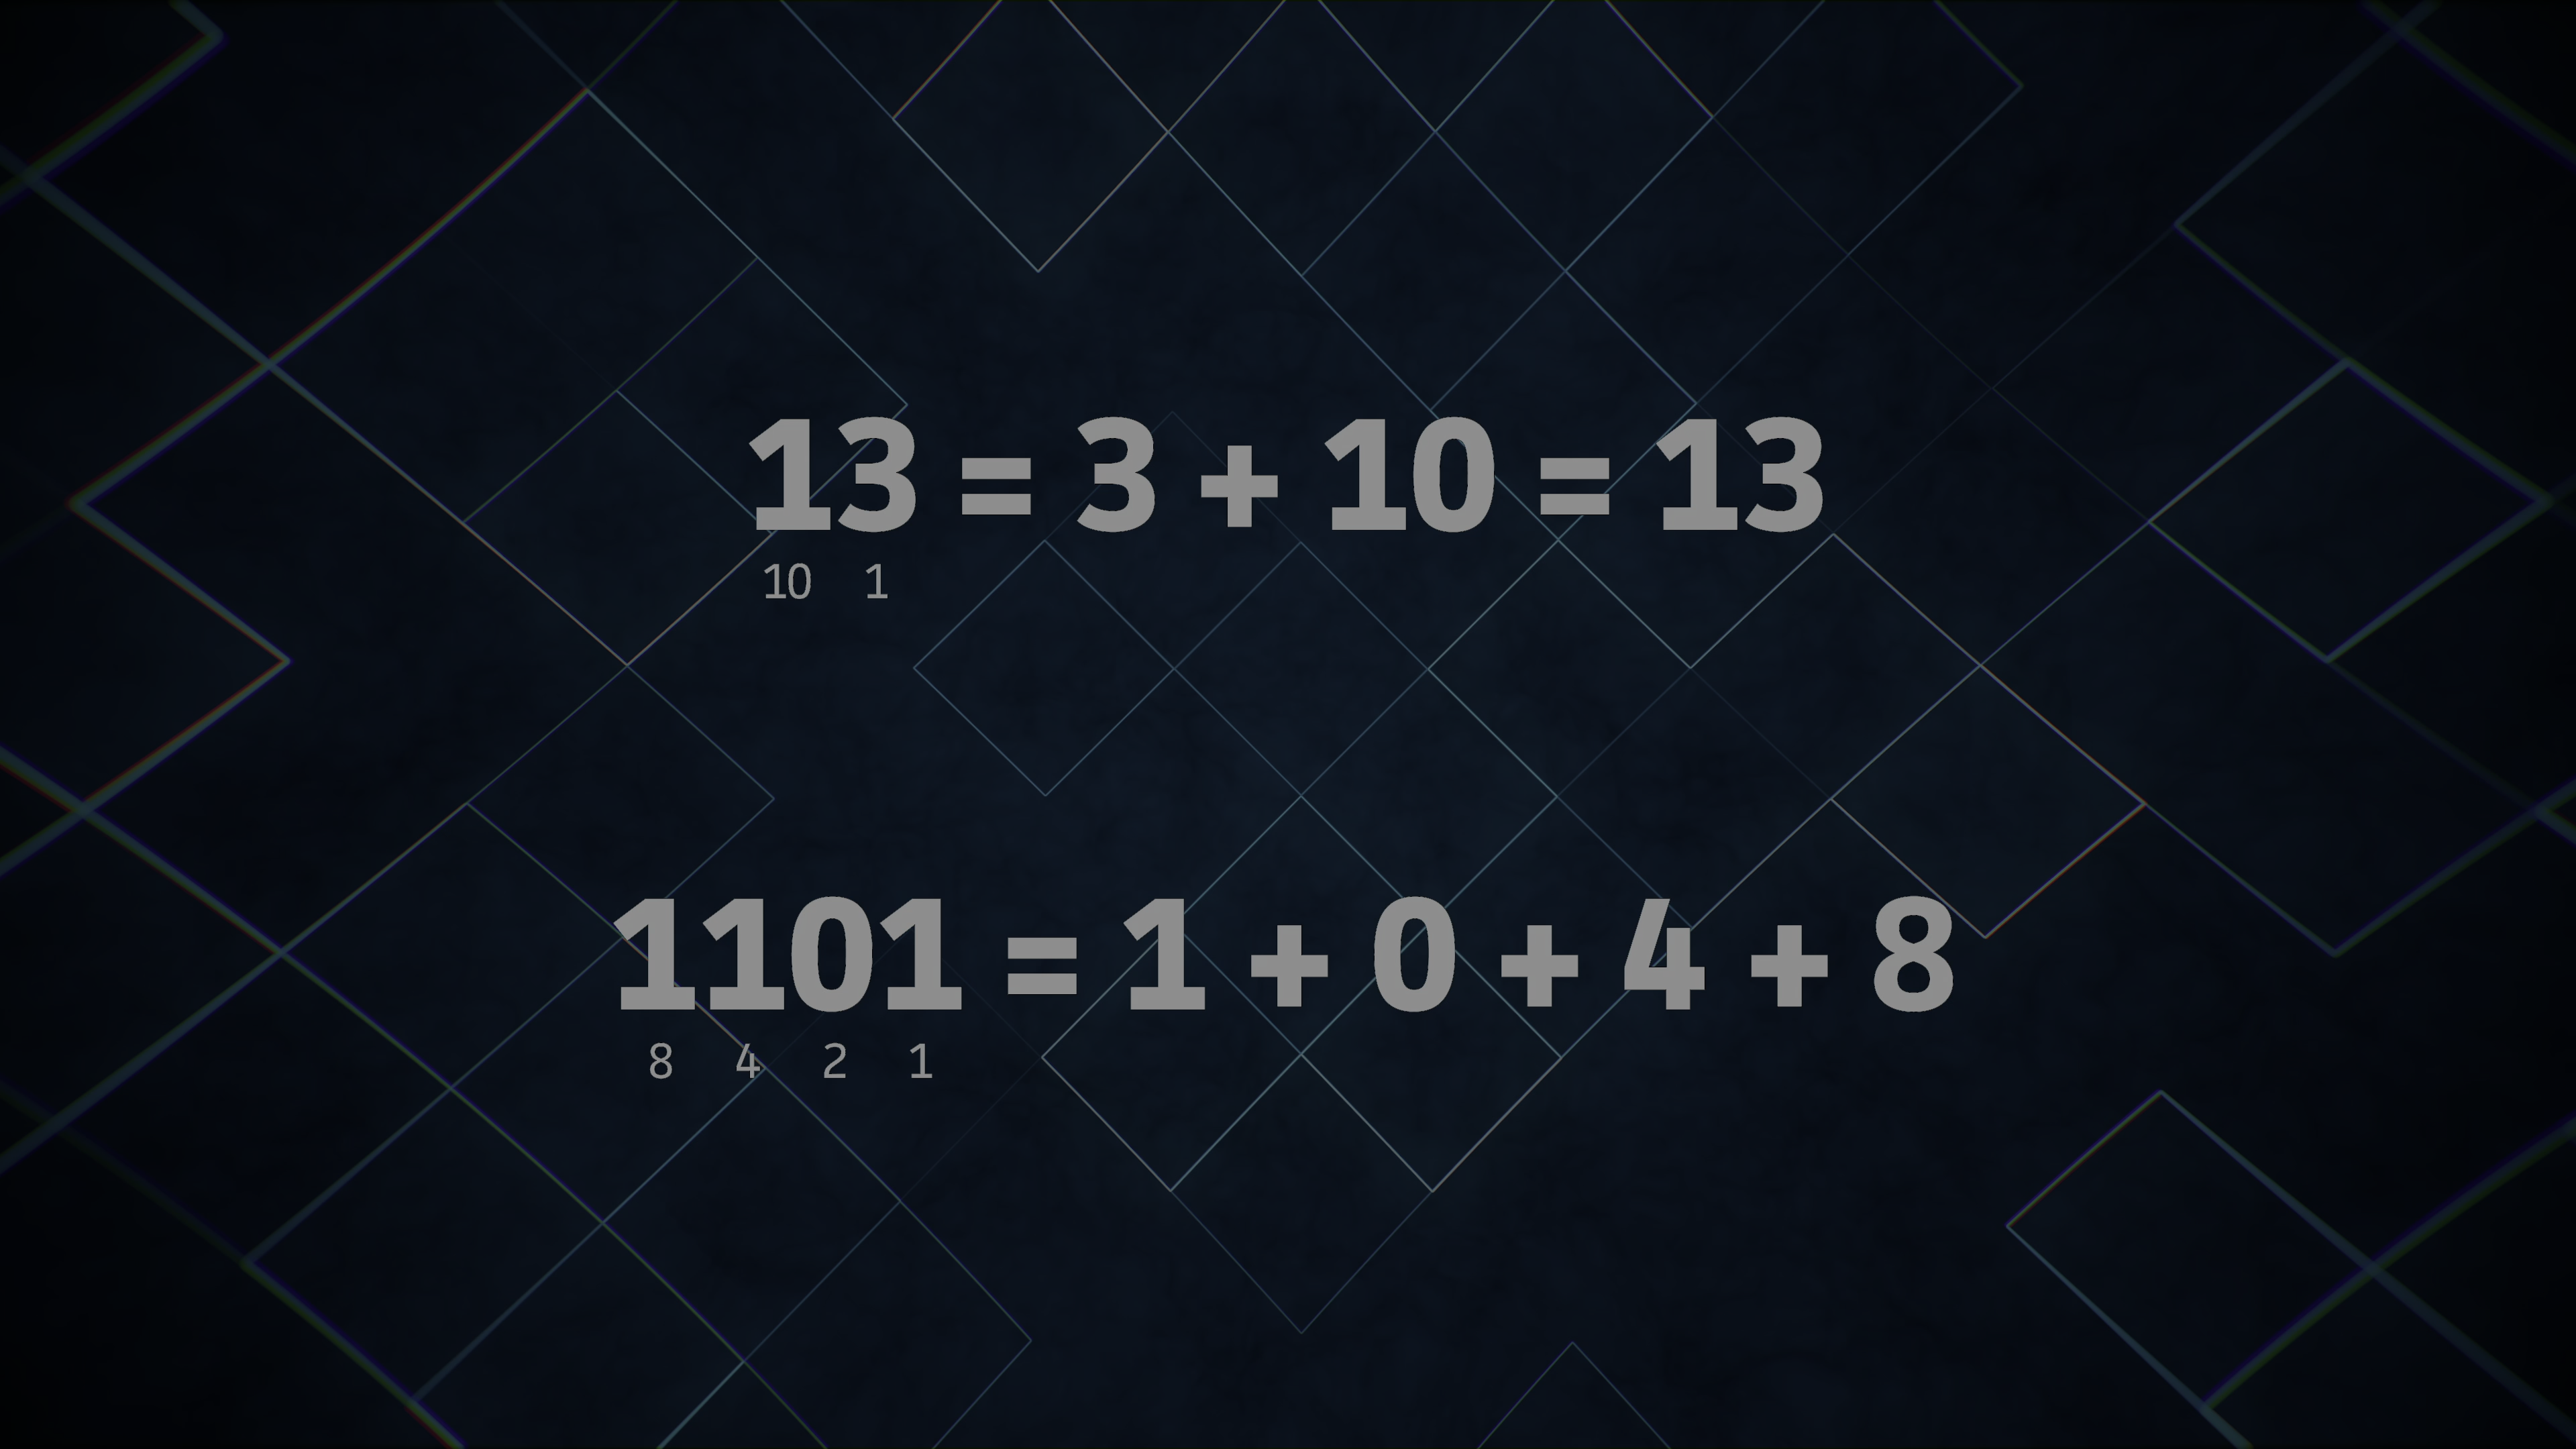 13 = 3 + 10 = 13
10 1
1101 = 1 + 0 + 4 + 8
8 4 2 1